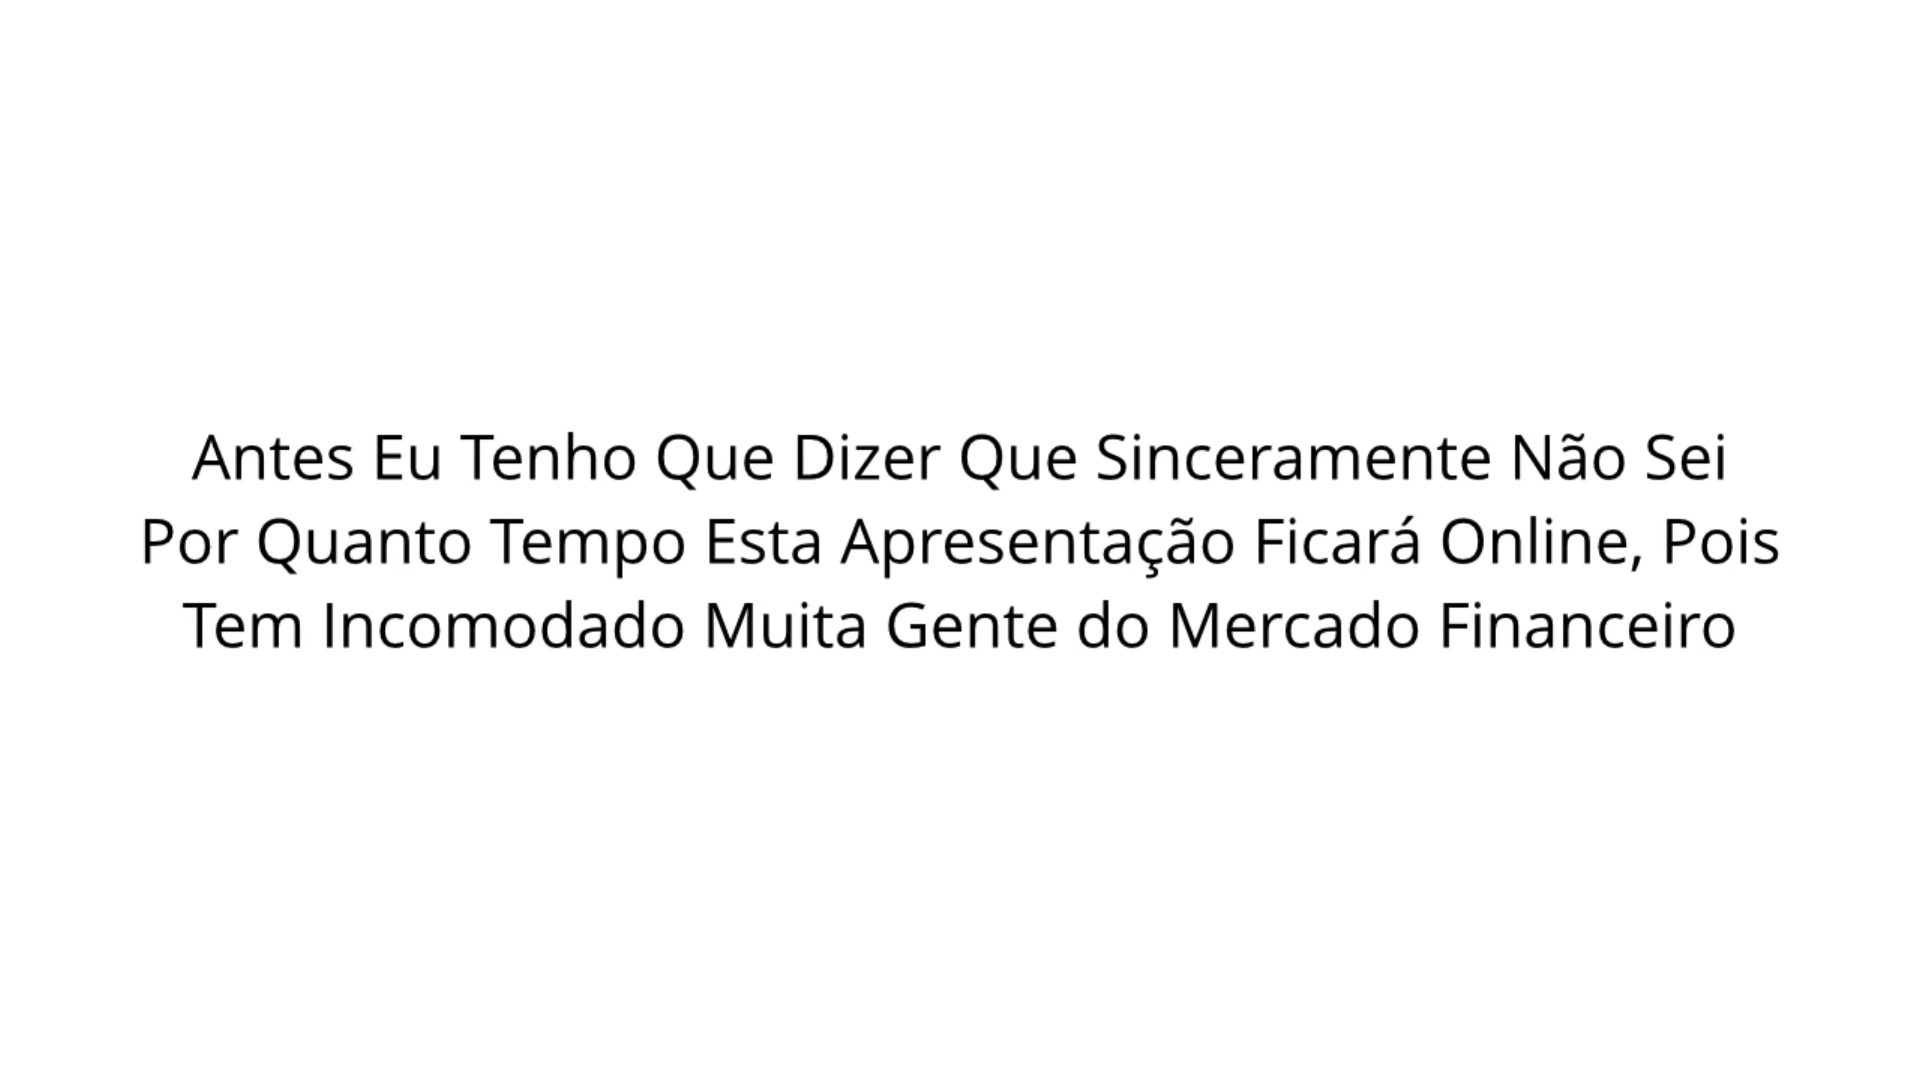 Antes Eu Tenho Que Dizer Que Sinceramente Não Sei
Por Quanto Tempo Esta Apresentação Ficará Online, Pois
Tem Incomodado Muita Gente do Mercado Financeiro